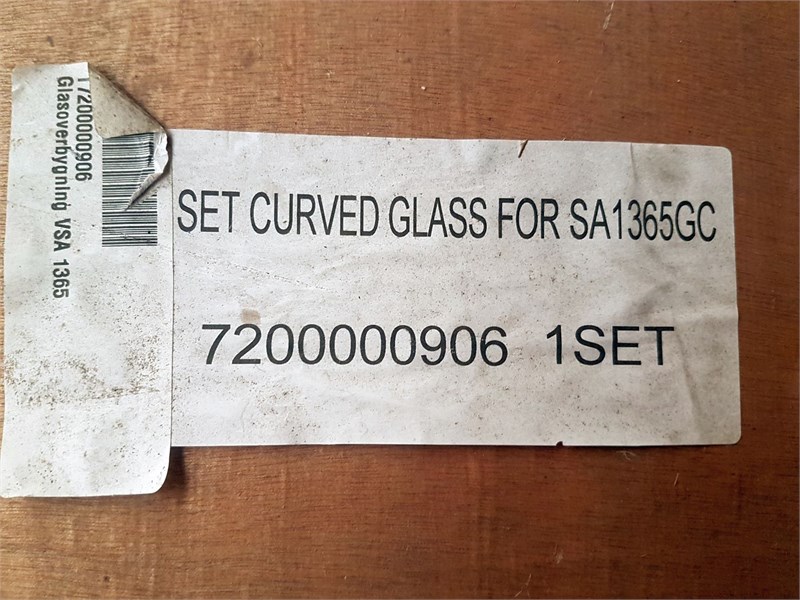 17200000906
Glasoverbygning VSA 1365
SET CURVED GLASS FOR SA1365GC
7200000906 1SET